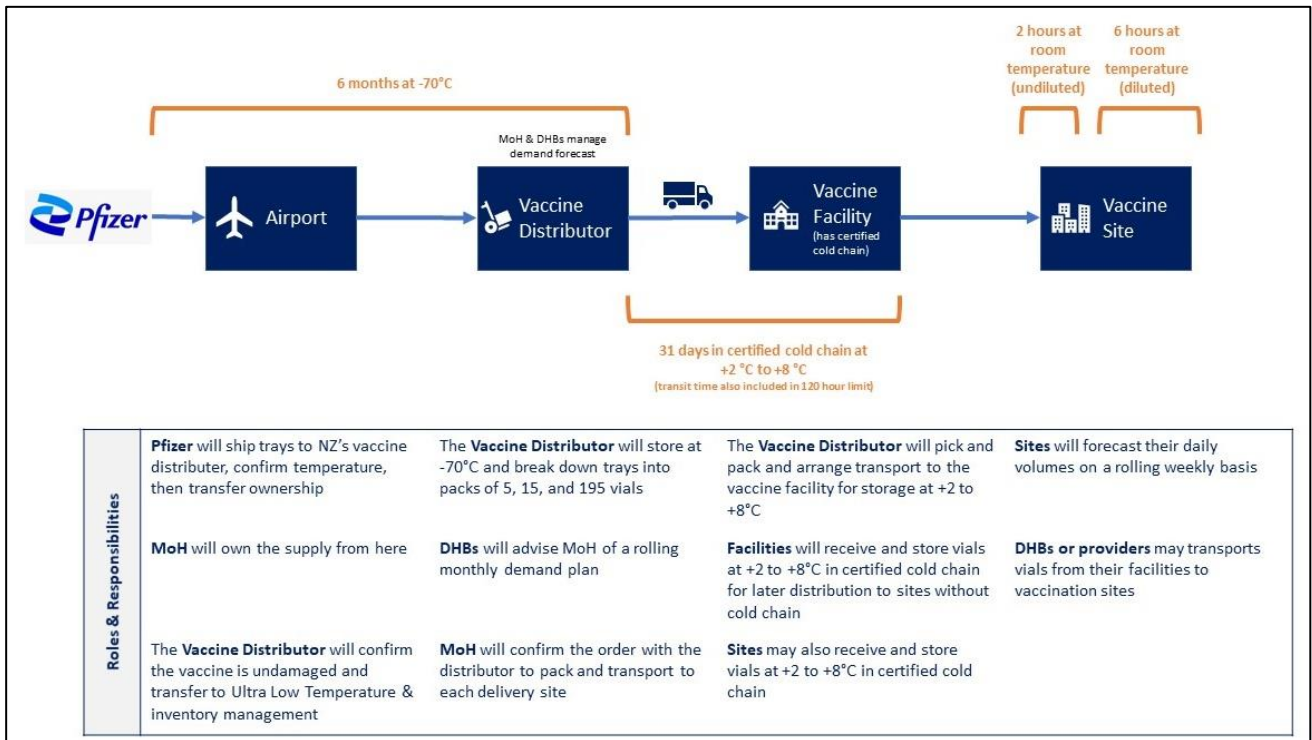 2 hours at
room
temperature
(undiluted)
6 hours at
room
temperature
(diluted)
6 months at -70°C
MoH & DHBs manage
demand forecast
Pfizer
Airport
Vaccine
Distributor
Vaccine
Facility
(has certified
cold chain)
Vaccine
Site
31 days in certified cold chain at
+2 °C to +8 °C
(transit time also included in 120 hour limit)
Roles & Responsibilities
Pfizer will ship trays to NZ's vaccine
distributer, confirm temperature,
then transfer ownership
The Vaccine Distributor will store at
-70°C and break down trays into
packs of 5, 15, and 195 vials
The Vaccine Distributor will pick and
pack and arrange transport to the
vaccine facility for storage at +2 to
+8°C
Sites will forecast their daily
volumes on a rolling weekly basis
MoH will own the supply from here
DHBs will advise MoH of a rolling
monthly demand plan
Facilities will receive and store vials
at +2 to +8°C in certified cold chain
for later distribution to sites without
cold chain
DHBs or providers may transports
vials from their facilities to
vaccination sites
The Vaccine Distributor will confirm
the vaccine is undamaged and
transfer to Ultra Low Temperature &
inventory management
MoH will confirm the order with the
distributor to pack and transport to
each delivery site
Sites may also receive and store
vials at +2 to +8°C in certified cold
chain